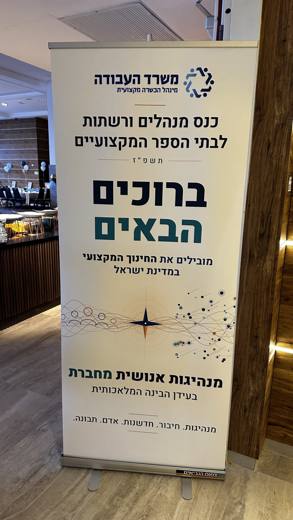 משרד העבודה
מינהל הכשרה מקצועית
כנס מנהלים ורשתות
לבתי הספר המקצועיים
תשפ"ז
ברוכים
הבאים
מובילים את החינוך המקצועי
במדינת ישראל
מנהיגות אנושית מחברת
בעידן הבינה המלאכותית
מנהיגות. חיבור. חדשנות. אדם. תבונה.